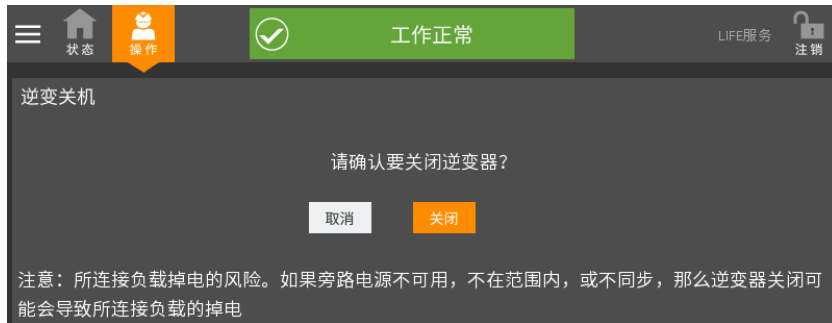 工作正常
LIFE服务
状态
操作
注销
逆变关机
请确认要关闭逆变器?
取消
关闭
注意：所连接负载掉电的风险。如果旁路电源不可用，不在范围内，或不同步，那么逆变器关闭可
能会导致所连接负载的掉电